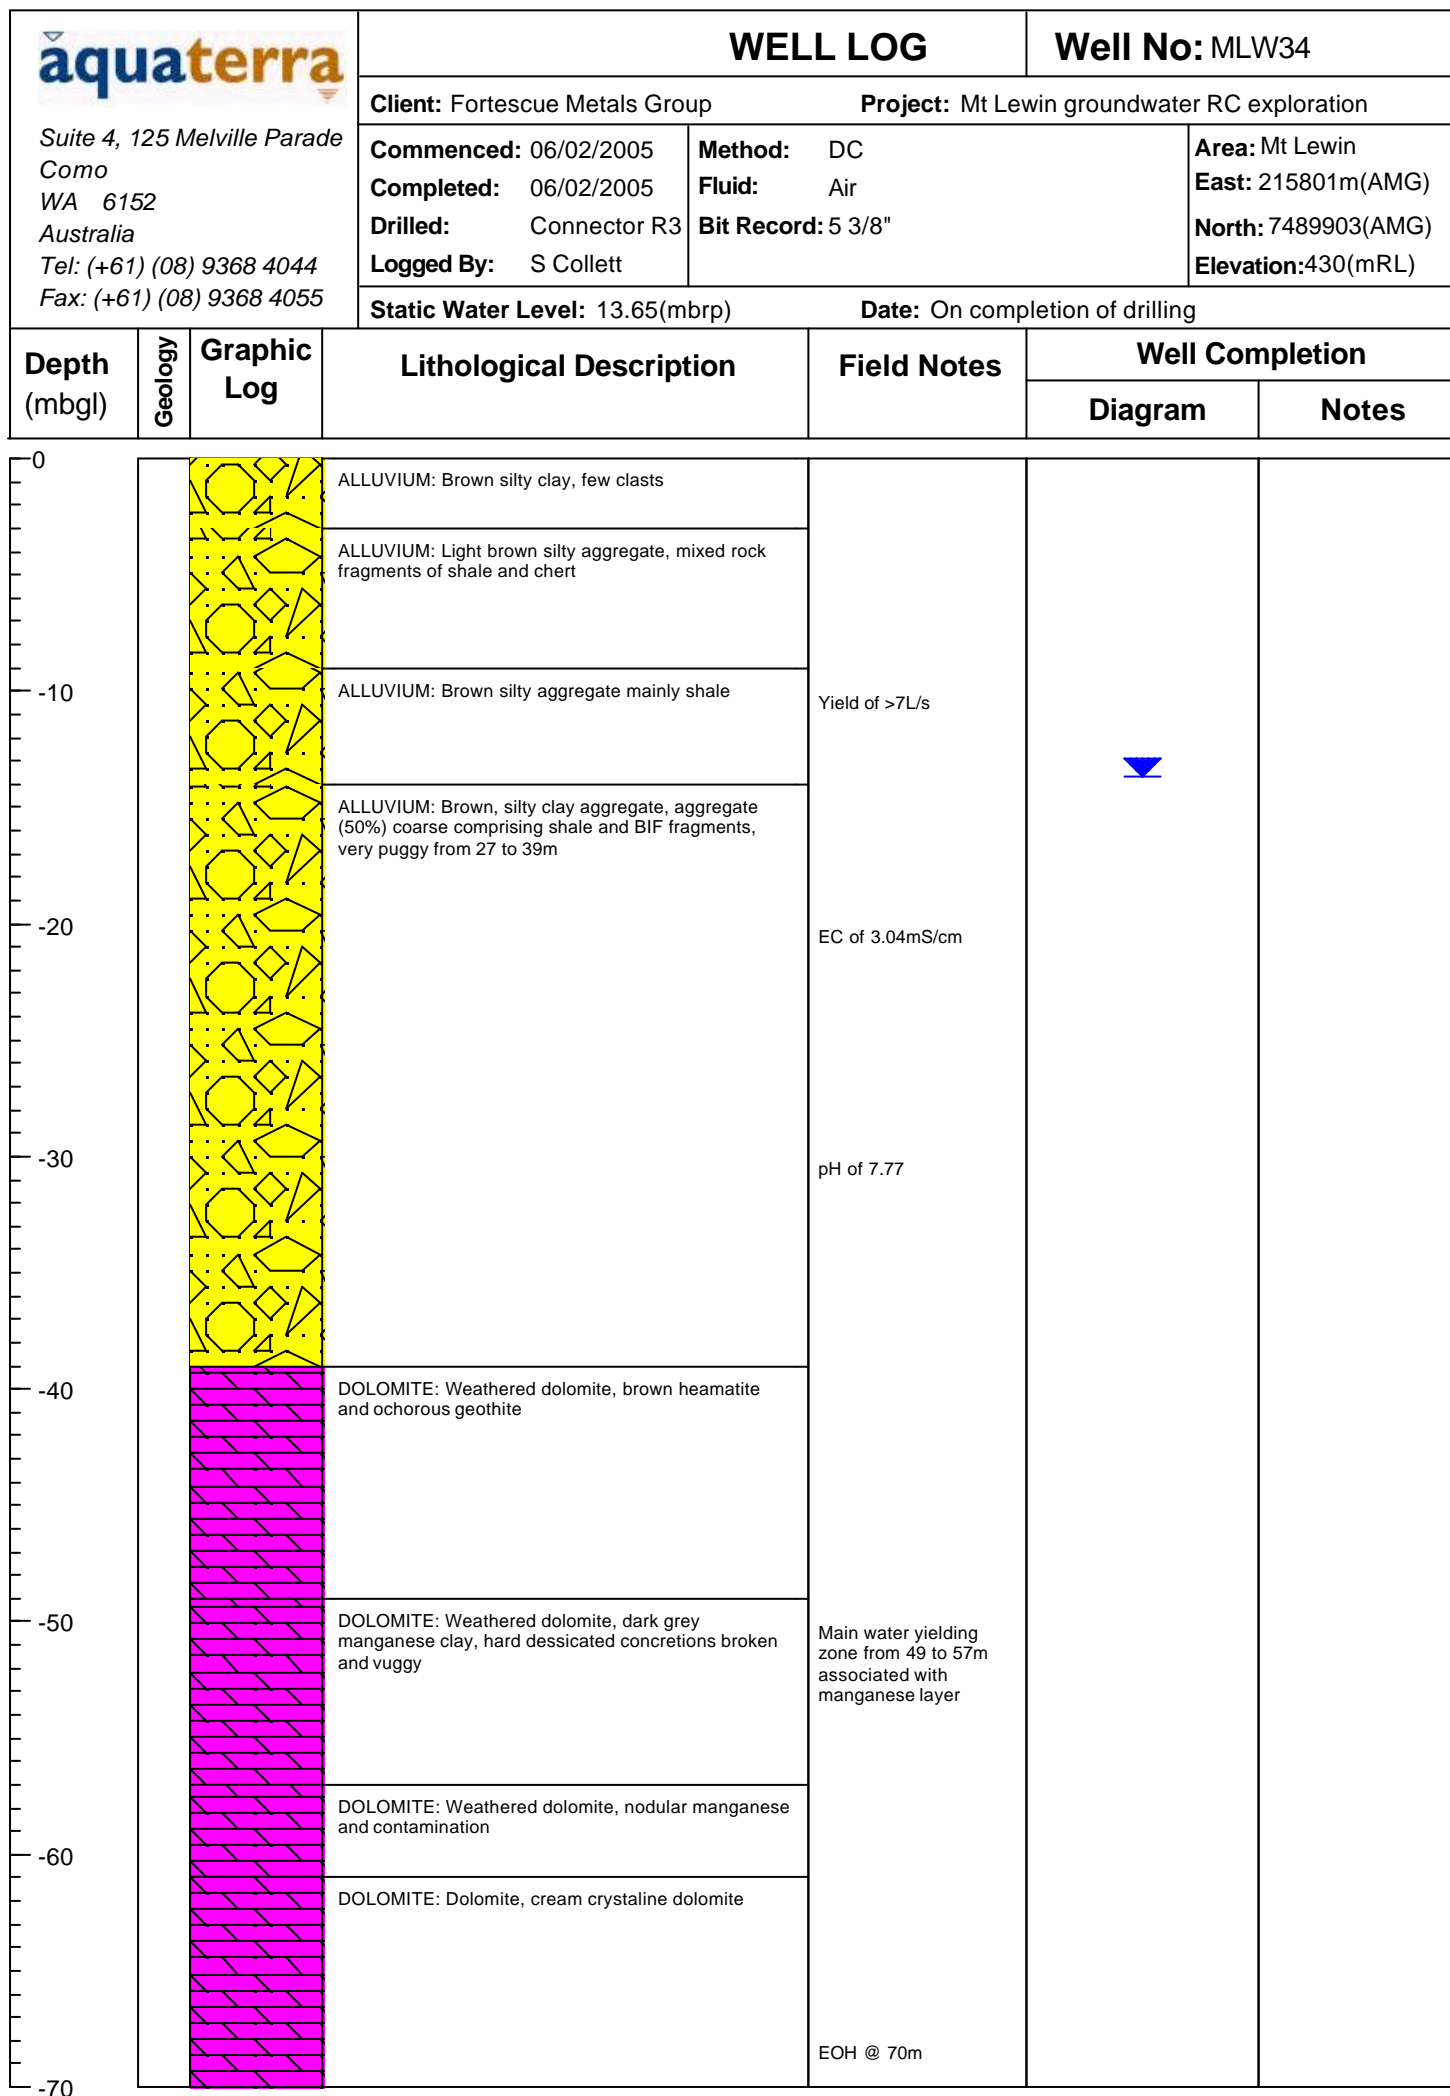 aquaterra
Suite 4, 125 Melville Parade
Como
WA 6152
Australia
Tel: (+61) (08) 9368 4044
Fax: (+61) (08) 9368 4055
WELL LOG
Well No: MLW34
Client: Fortescue Metals Group
Project: Mt Lewin groundwater RC exploration
Commenced: 06/02/2005
Completed: 06/02/2005
Drilled: Connector R3
Logged By: S Collett
Method: DC
Fluid: Air
Bit Record: 5 3/8"
Area: Mt Lewin
East: 215801m(AMG)
North: 7489903(AMG)
Elevation:430(mRL)
Static Water Level: 13.65(mbrp)
Date: On completion of drilling
Depth
(mbgl)
Geology
Graphic
Log
Lithological Description
Field Notes
Well Completion
Diagram
Notes
0
ALLUVIUM: Brown silty clay, few clasts
ALLUVIUM: Light brown silty aggregate, mixed rock
fragments of shale and chert
-10
ALLUVIUM: Brown silty aggregate mainly shale
Yield of >7L/s
ALLUVIUM: Brown, silty clay aggregate, aggregate
(50%) coarse comprising shale and BIF fragments,
very puggy from 27 to 39m
-20
EC of 3.04mS/cm
-30
pH of 7.77
-40
DOLOMITE: Weathered dolomite, brown heamatite
and ochorous geothite
-50
DOLOMITE: Weathered dolomite, dark grey
manganese clay, hard dessicated concretions broken
and vuggy
Main water yielding
zone from 49 to 57m
associated with
manganese layer
DOLOMITE: Weathered dolomite, nodular manganese
and contamination
-60
DOLOMITE: Dolomite, cream crystaline dolomite
EOH @ 70m
-70